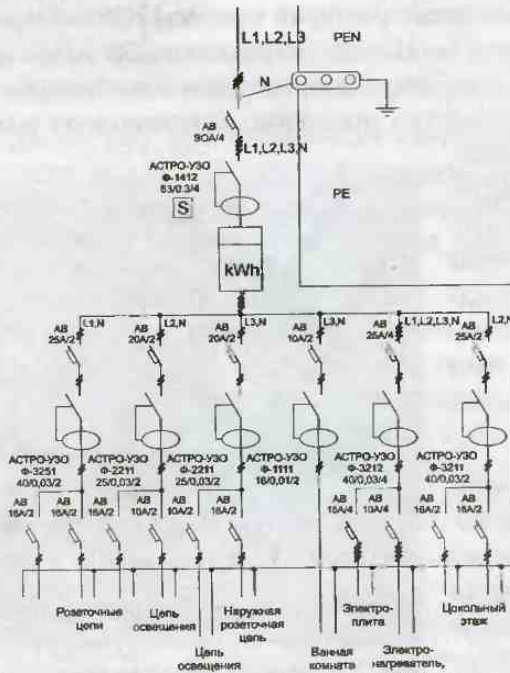 L1,L2,L3
PEN
N
АВ
90А/4
L1,L2,L3,N
АСТРО-УЗО
Ф-1412
63/0.3/4
S
PE
kWh
L1,N
L2,N
L3,N
L3,N
L1,L2,L3,N
L2,N
АВ
25А/2
АВ
20А/2
АВ
20А/2
АВ
10А/2
АВ
25А/4
АВ
25А/2
АСТРО-УЗО
Ф-3251
40/0,03/2
АСТРО-УЗО
Ф-2211
25/0,03/2
АСТРО-УЗО
Ф-2211
25/0,03/2
АСТРО-УЗО
Ф-1111
16/0,01/2
АСТРО-УЗО
Ф-3212
40/0,03/4
АСТРО-УЗО
Ф-3211
40/0,03/2
АВ
16А/2
АВ
16А/2
АВ
10А/2
АВ
10А/2
АВ
16А/2
АВ
16А/4
АВ
10А/4
АВ
16А/2
АВ
16А/2
Розеточные
цепи
Цепь
освещения
Наружная
розеточная
цепь
Электро-
плита
Цокольный
этаж
Цепь
освещения
Ванная
комната
Электро-
нагреватель,